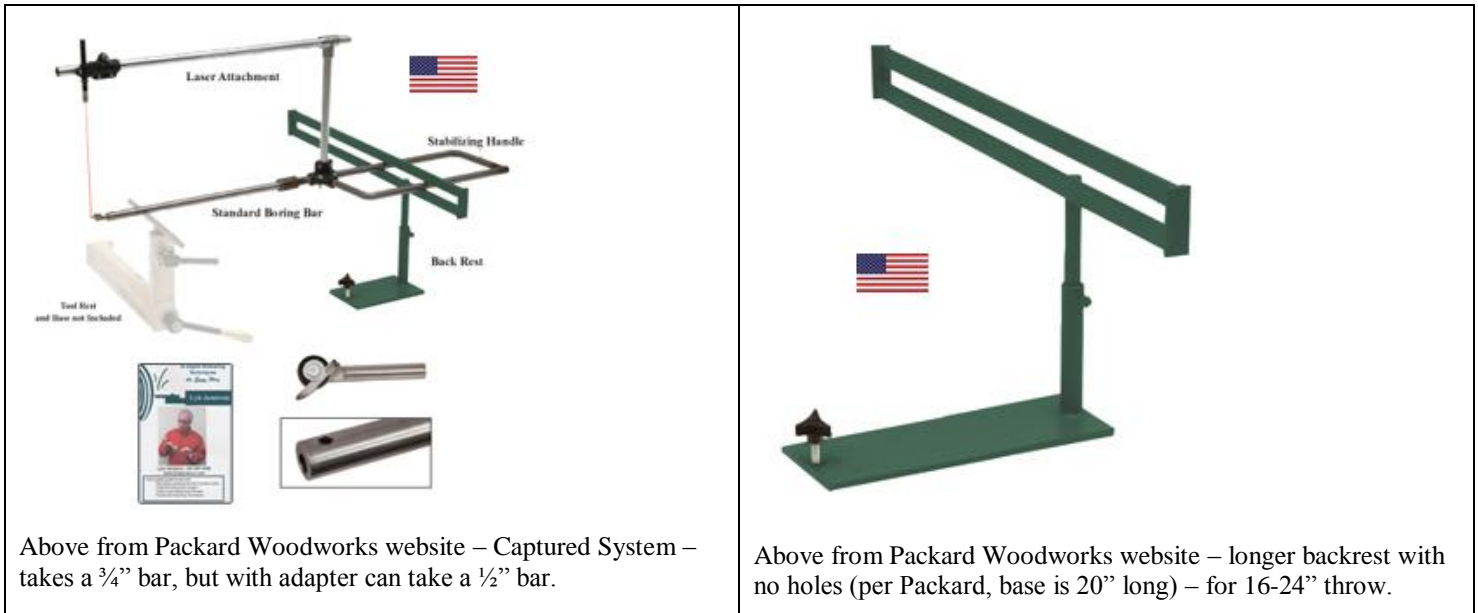 Laser Attachment
Stabilizing Handle
Standard Boring Bar
Back Rest
Tool Rest
and Base not Included
Above from Packard Woodworks website – Captured System –
takes a ¾” bar, but with adapter can take a ½” bar.
Above from Packard Woodworks website – longer backrest with
no holes (per Packard, base is 20” long) – for 16-24” throw.